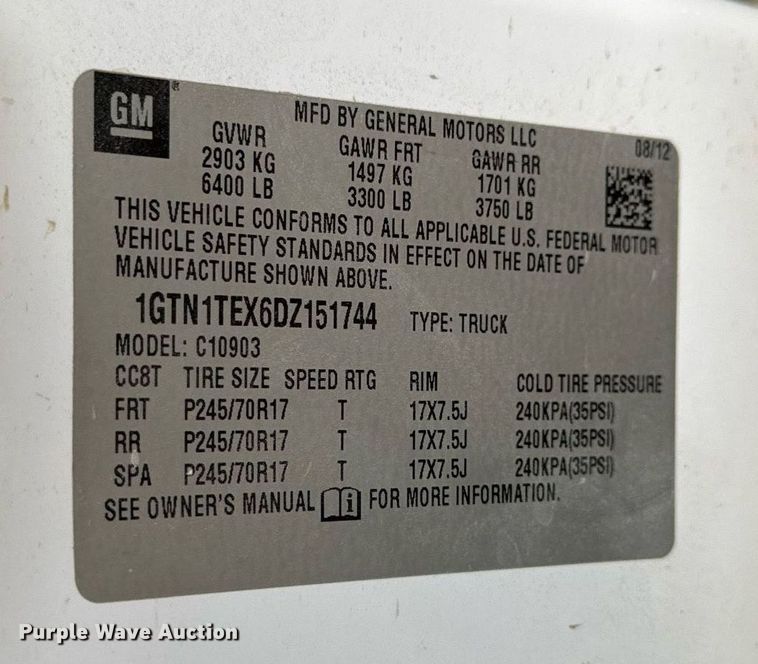 GM®
MFD BY GENERAL MOTORS LLC 08/12
GVWR GAWR FRT GAWR RR
2903 KG 1497 KG 1701 KG
6400 LB 3300 LB 3750 LB
THIS VEHICLE CONFORMS TO ALL APPLICABLE U.S. FEDERAL MOTOR
VEHICLE SAFETY STANDARDS IN EFFECT ON THE DATE OF
MANUFACTURE SHOWN ABOVE.
1GTN1TEX6DZ151744 TYPE: TRUCK
MODEL: C10903
CC8T TIRE SIZE SPEED RTG RIM COLD TIRE PRESSURE
FRT P245/70R17 T 17X7.5J 240KPA(35PSI)
RR P245/70R17 T 17X7.5J 240KPA(35PSI)
SPA P245/70R17 T 17X7.5J 240KPA(35PSI)
SEE OWNER'S MANUAL i FOR MORE INFORMATION.
Purple Wave Auction